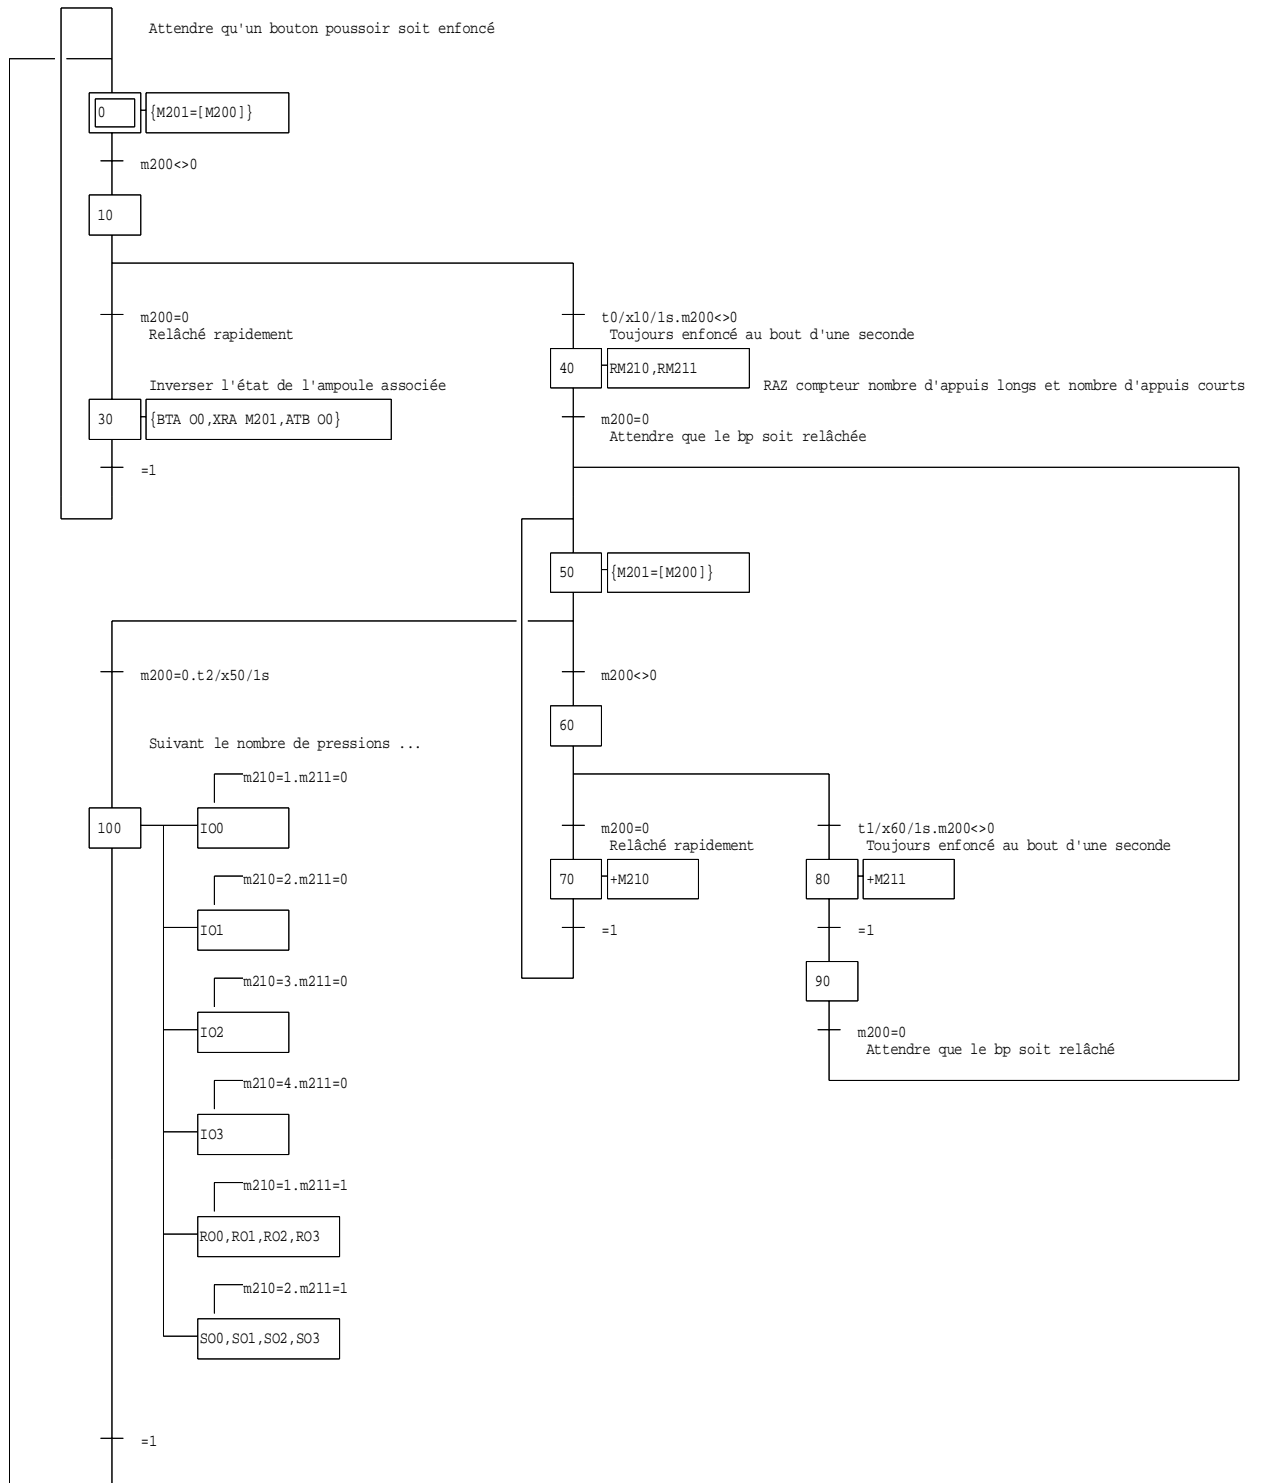 Attendre qu'un bouton poussoir soit enfoncé
0
{M201=[M200]}
m200<>0
10
m200=0
Relâché rapidement
t0/x10/1s.m200<>0
Toujours enfoncé au bout d'une seconde
40
RM210,RM211
RAZ compteur nombre d'appuis longs et nombre d'appuis courts
Inverser l'état de l'ampoule associée
30
{BTA O0,XRA M201,ATB O0}
m200=0
Attendre que le bp soit relâchée
=1
50
{M201=[M200]}
m200=0.t2/x50/1s
m200<>0
60
Suivant le nombre de pressions ...
m210=1.m211=0
100
IO0
m200=0
Relâché rapidement
t1/x60/1s.m200<>0
Toujours enfoncé au bout d'une seconde
70
+M210
80
+M211
m210=2.m211=0
IO1
=1
=1
90
m210=3.m211=0
IO2
m200=0
Attendre que le bp soit relâché
m210=4.m211=0
IO3
m210=1.m211=1
RO0,RO1,RO2,RO3
m210=2.m211=1
SO0,SO1,SO2,SO3
=1